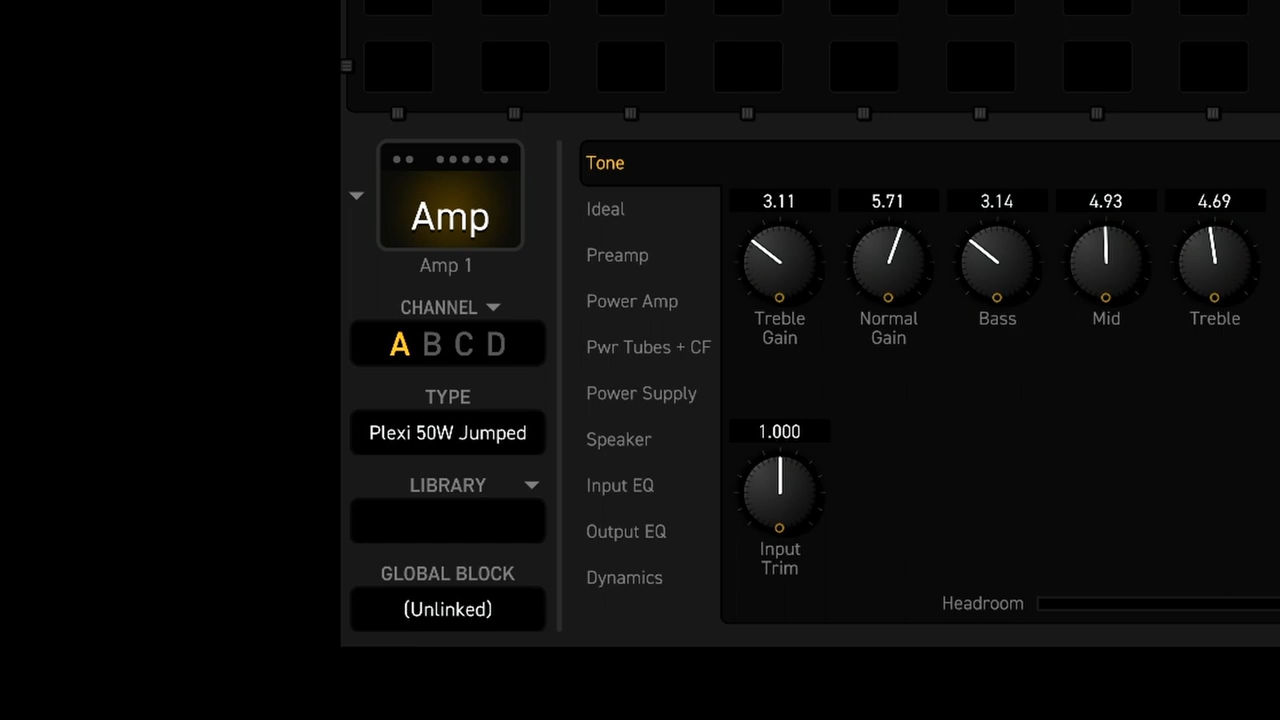 Amp
Amp 1
CHANNEL
A B C D
TYPE
Plexi 50W Jumped
LIBRARY
GLOBAL BLOCK
(Unlinked)
Tone
Ideal
Preamp
Power Amp
Pwr Tubes + CF
Power Supply
Speaker
Input EQ
Output EQ
Dynamics
3.11 5.71 3.14 4.93 4.69
Treble Gain Normal Gain Bass Mid Treble
1.000
Input
Trim
Headroom